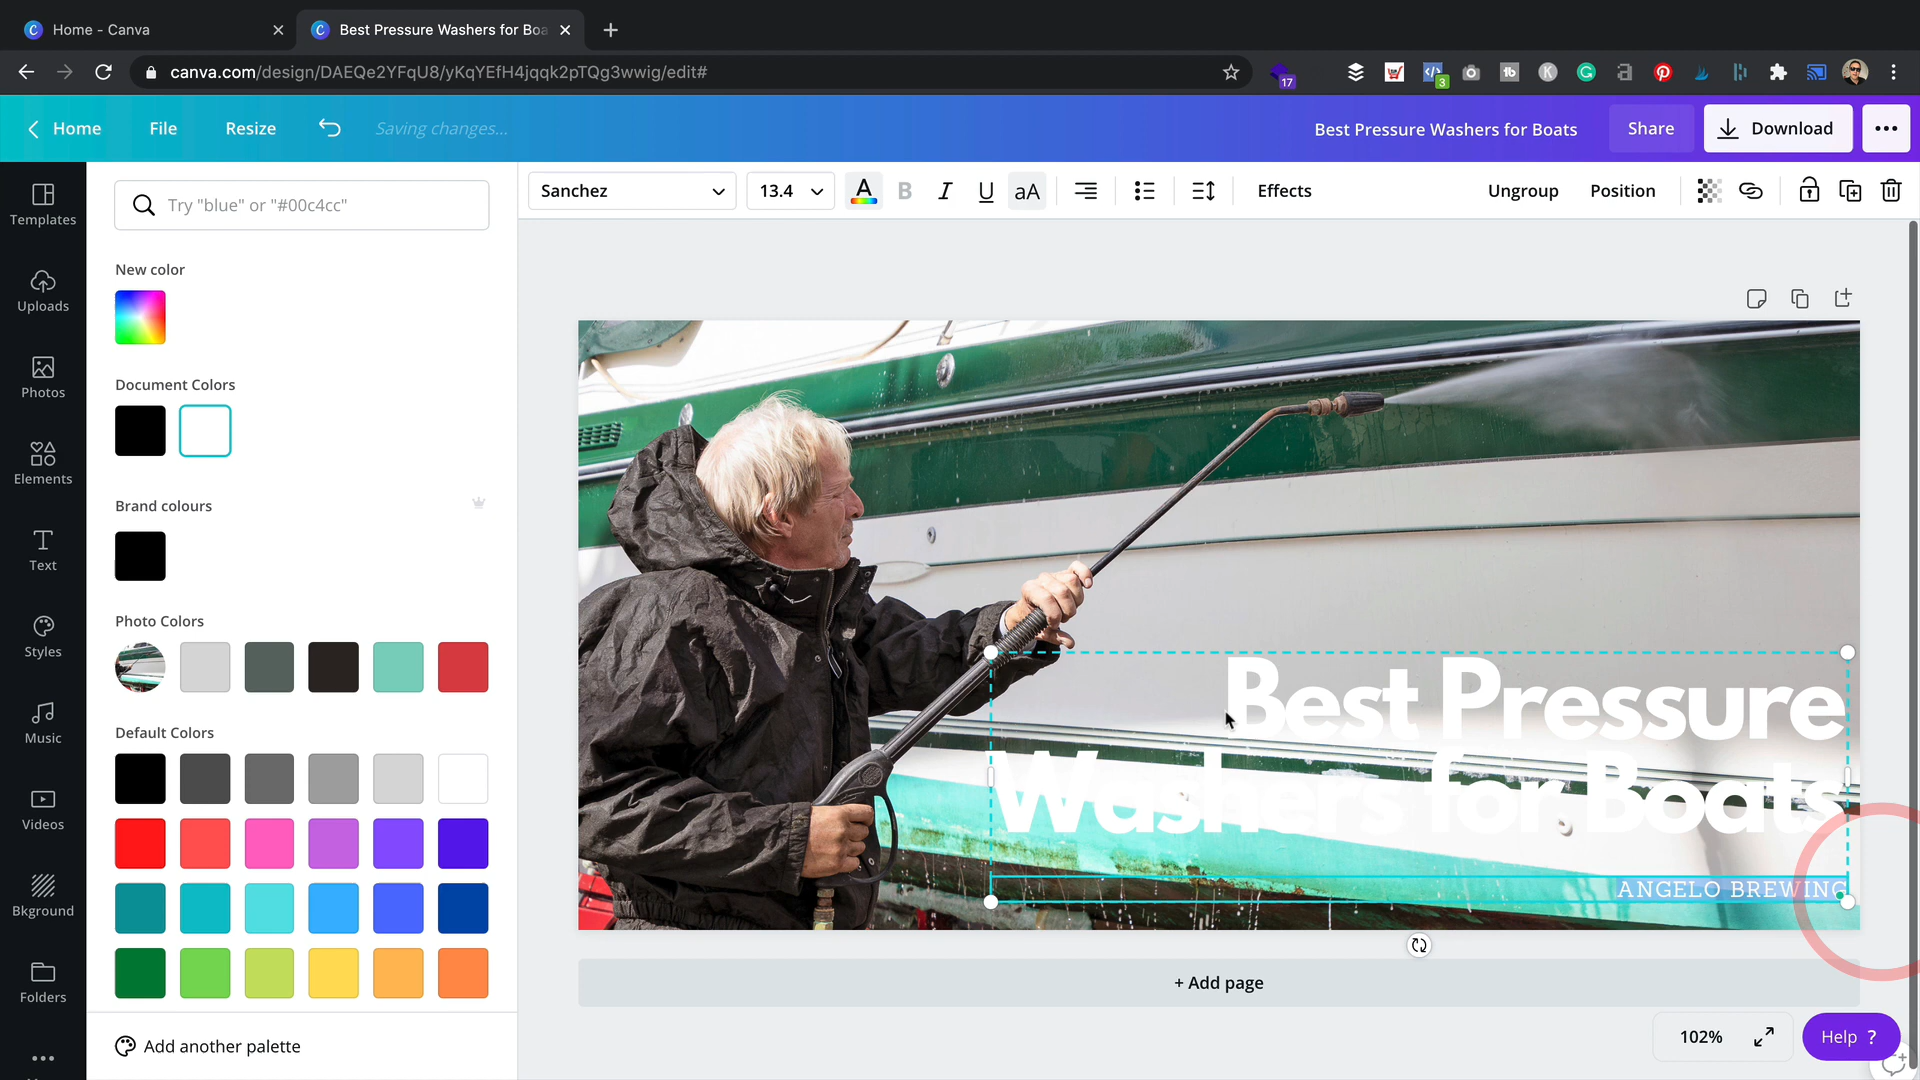 Home - Canva
Best Pressure Washers for Boa
canva.com/design/DAEQe2YFqU8/yKqYEfH4jqqk2pTQg3wwig/edit#
17
3
Home
File
Resize
Saving changes...
Best Pressure Washers for Boats
Share
Download
Templates
Uploads
Photos
Elements
Text
Styles
Music
Videos
Bkground
Folders
Try "blue" or "#00c4cc"
New color
Document Colors
Brand colours
Photo Colors
Default Colors
Add another palette
Sanchez
13.4
A
B
I
U
aA
Effects
Ungroup
Position
Best Pressure
Washers for Boats
ANGELO BREWING
+ Add page
102%
Help ?